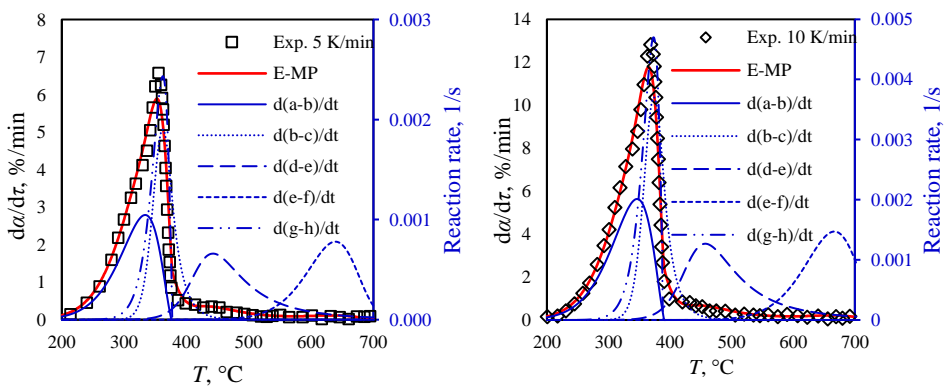 8
7
6
5
4
3
2
1
0
dα/dτ, %/min
200 300 400 500 600 700
T, °C
0.003
0.002
0.001
0.000
Reaction rate, 1/s
Exp. 5 K/min
E-MP
d(a-b)/dt
d(b-c)/dt
d(d-e)/dt
d(e-f)/dt
d(g-h)/dt
14
12
10
8
6
4
2
0
dα/dτ, %/min
200 300 400 500 600 700
T, °C
0.005
0.004
0.003
0.002
0.001
0.000
Reaction rate, 1/s
Exp. 10 K/min
E-MP
d(a-b)/dt
d(b-c)/dt
d(d-e)/dt
d(e-f)/dt
d(g-h)/dt